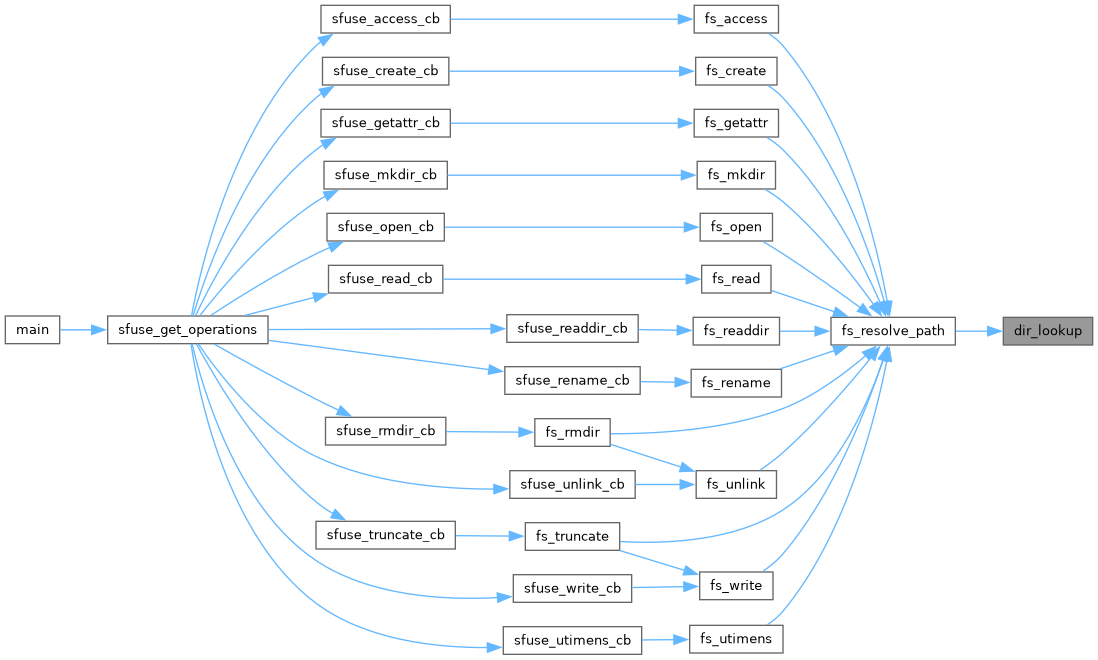 sfuse_access_cb
fs_access
sfuse_create_cb
fs_create
sfuse_getattr_cb
fs_getattr
sfuse_mkdir_cb
fs_mkdir
sfuse_open_cb
fs_open
sfuse_read_cb
fs_read
main
sfuse_get_operations
sfuse_readdir_cb
fs_readdir
fs_resolve_path
dir_lookup
sfuse_rename_cb
fs_rename
sfuse_rmdir_cb
fs_rmdir
sfuse_unlink_cb
fs_unlink
sfuse_truncate_cb
fs_truncate
sfuse_write_cb
fs_write
sfuse_utimens_cb
fs_utimens